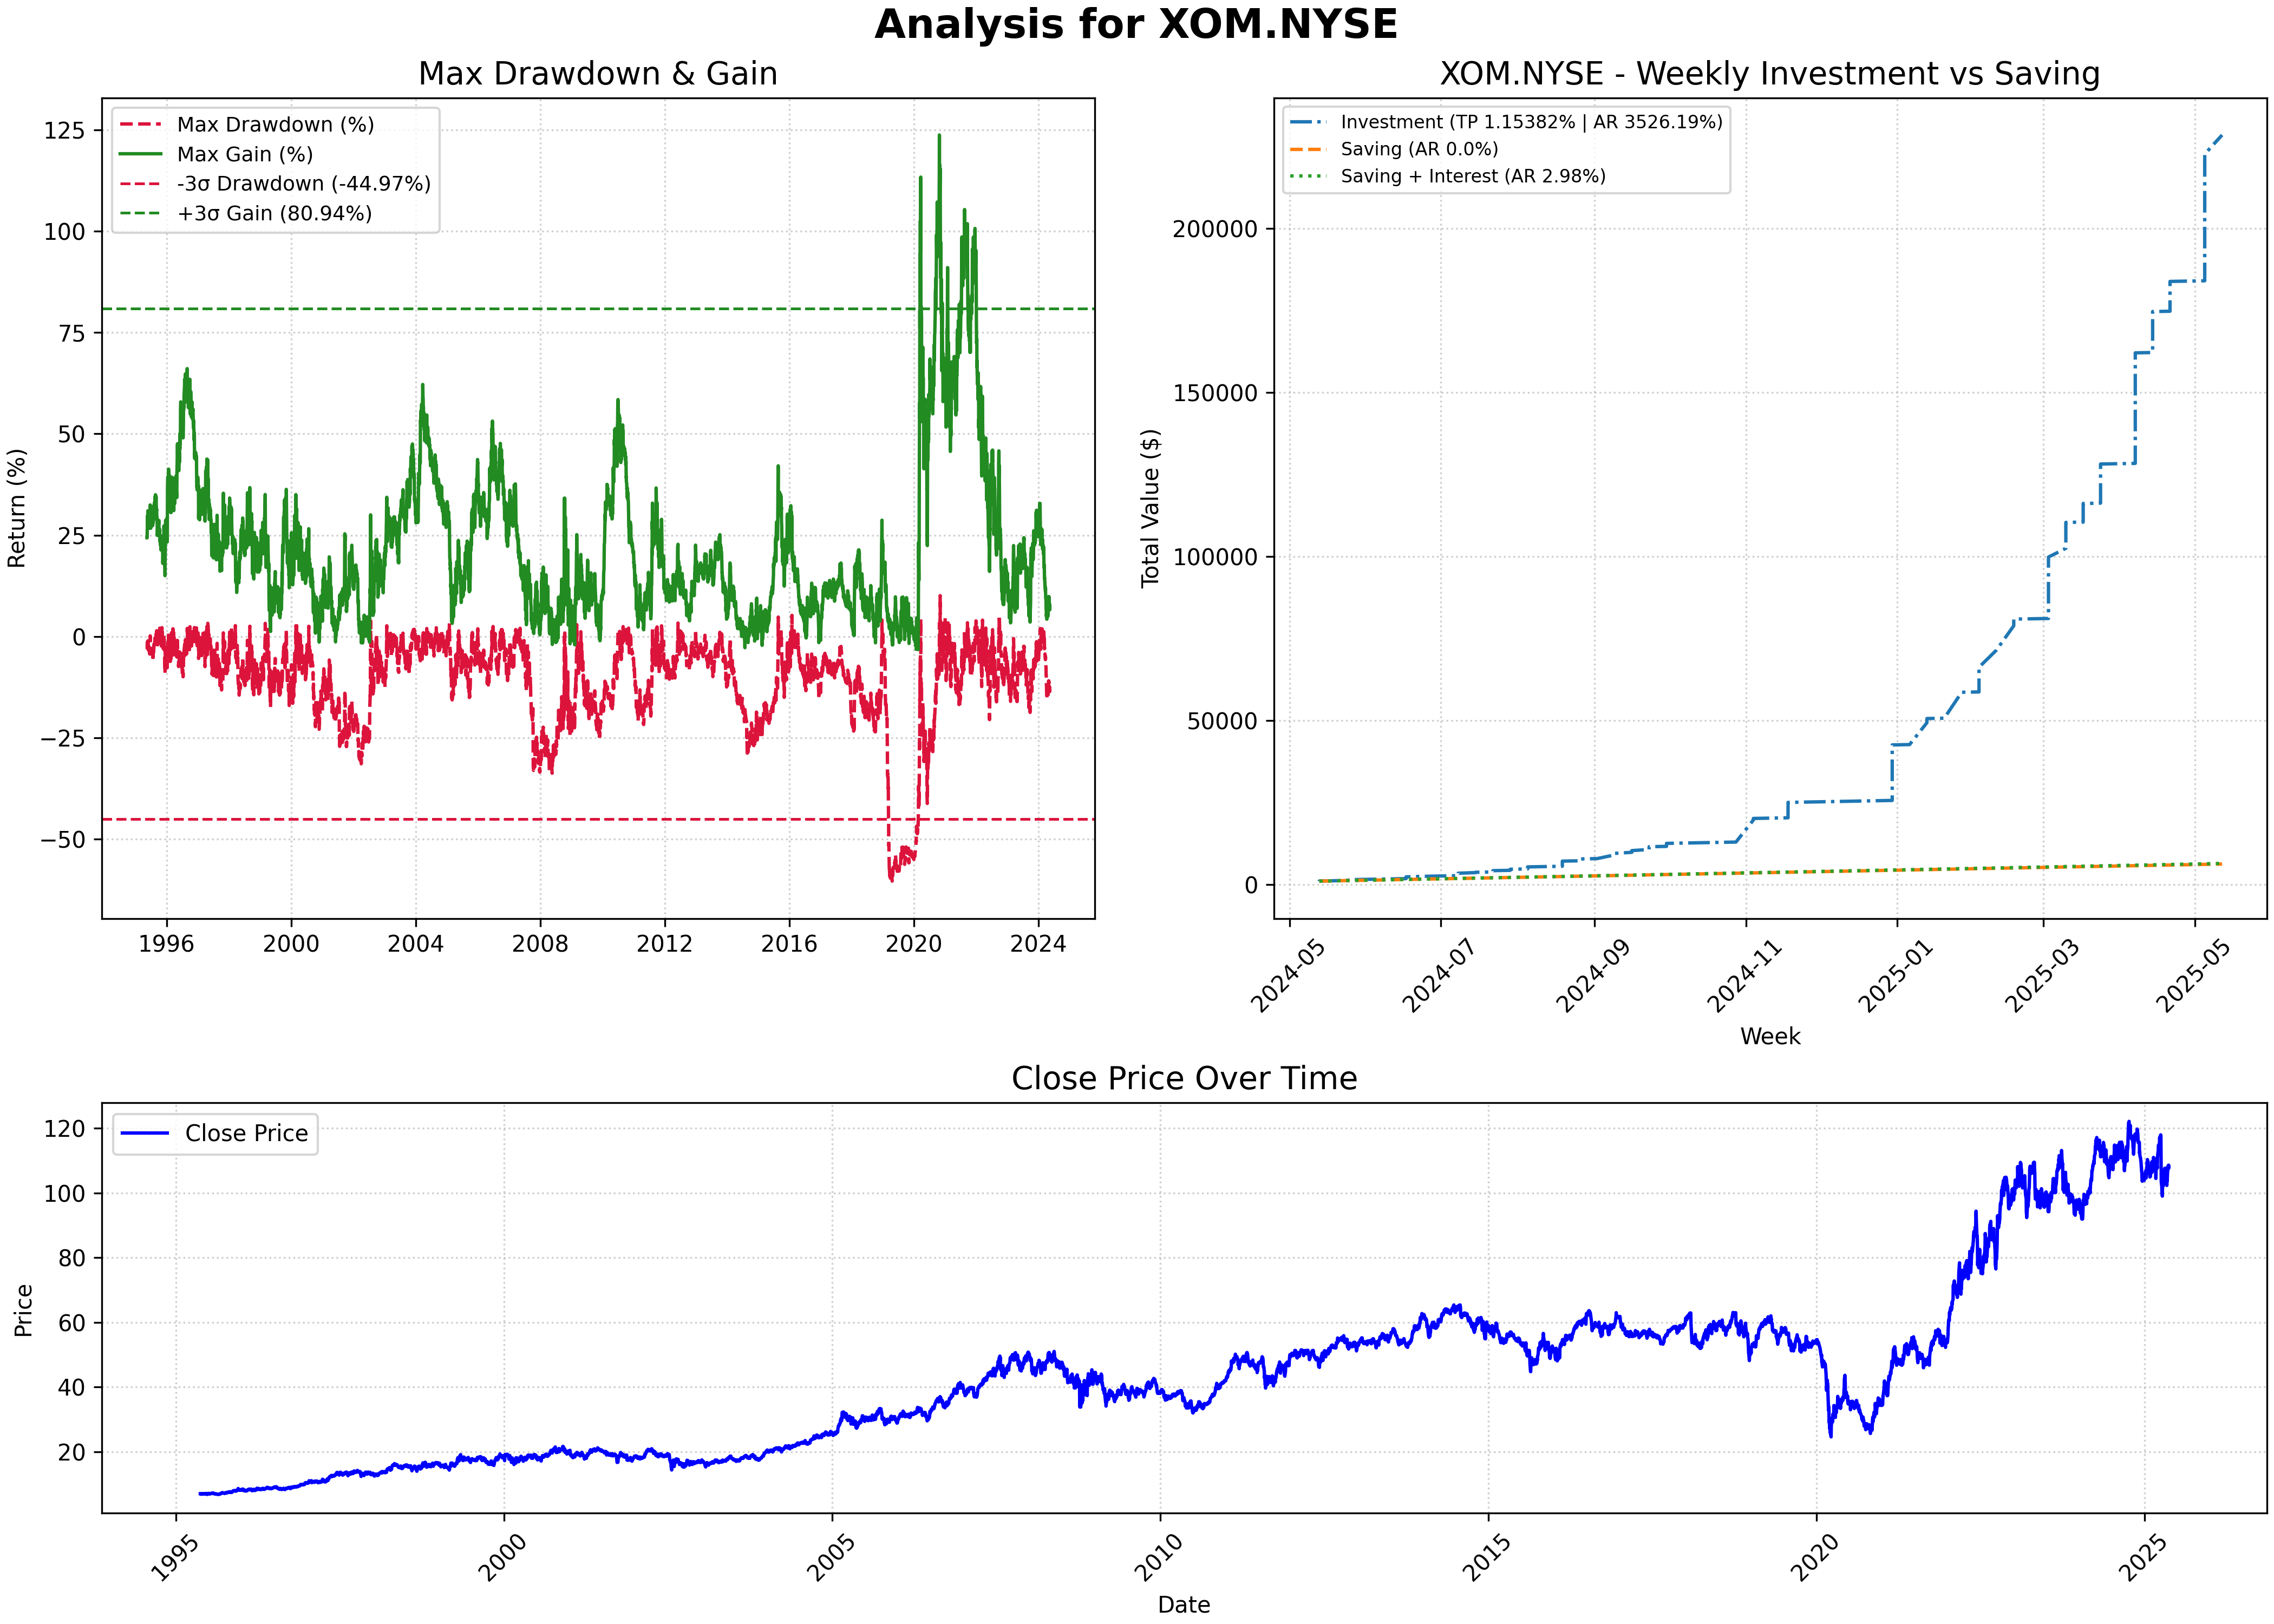 Analysis for XOM.NYSE
Max Drawdown & Gain
Max Drawdown (%)
Max Gain (%)
-3σ Drawdown (-44.97%)
+3σ Gain (80.94%)
Return (%)
125
100
75
50
25
0
−25
−50
1996 2000 2004 2008 2012 2016 2020 2024
XOM.NYSE - Weekly Investment vs Saving
Investment (TP 1.15382% | AR 3526.19%)
Saving (AR 0.0%)
Saving + Interest (AR 2.98%)
Total Value ($)
200000
150000
100000
50000
0
2024-05 2024-07 2024-09 2024-11 2025-01 2025-03 2025-05
Week
Close Price Over Time
Close Price
Price
120
100
80
60
40
20
1995 2000 2005 2010 2015 2020 2025
Date